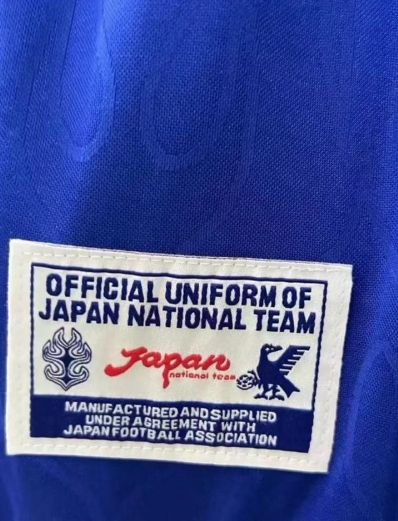 OFFICIAL UNIFORM OF
JAPAN NATIONAL TEAM
Japan
national team
MANUFACTURED AND SUPPLIED
UNDER AGREEMENT WITH
JAPAN FOOTBALL ASSOCIATION